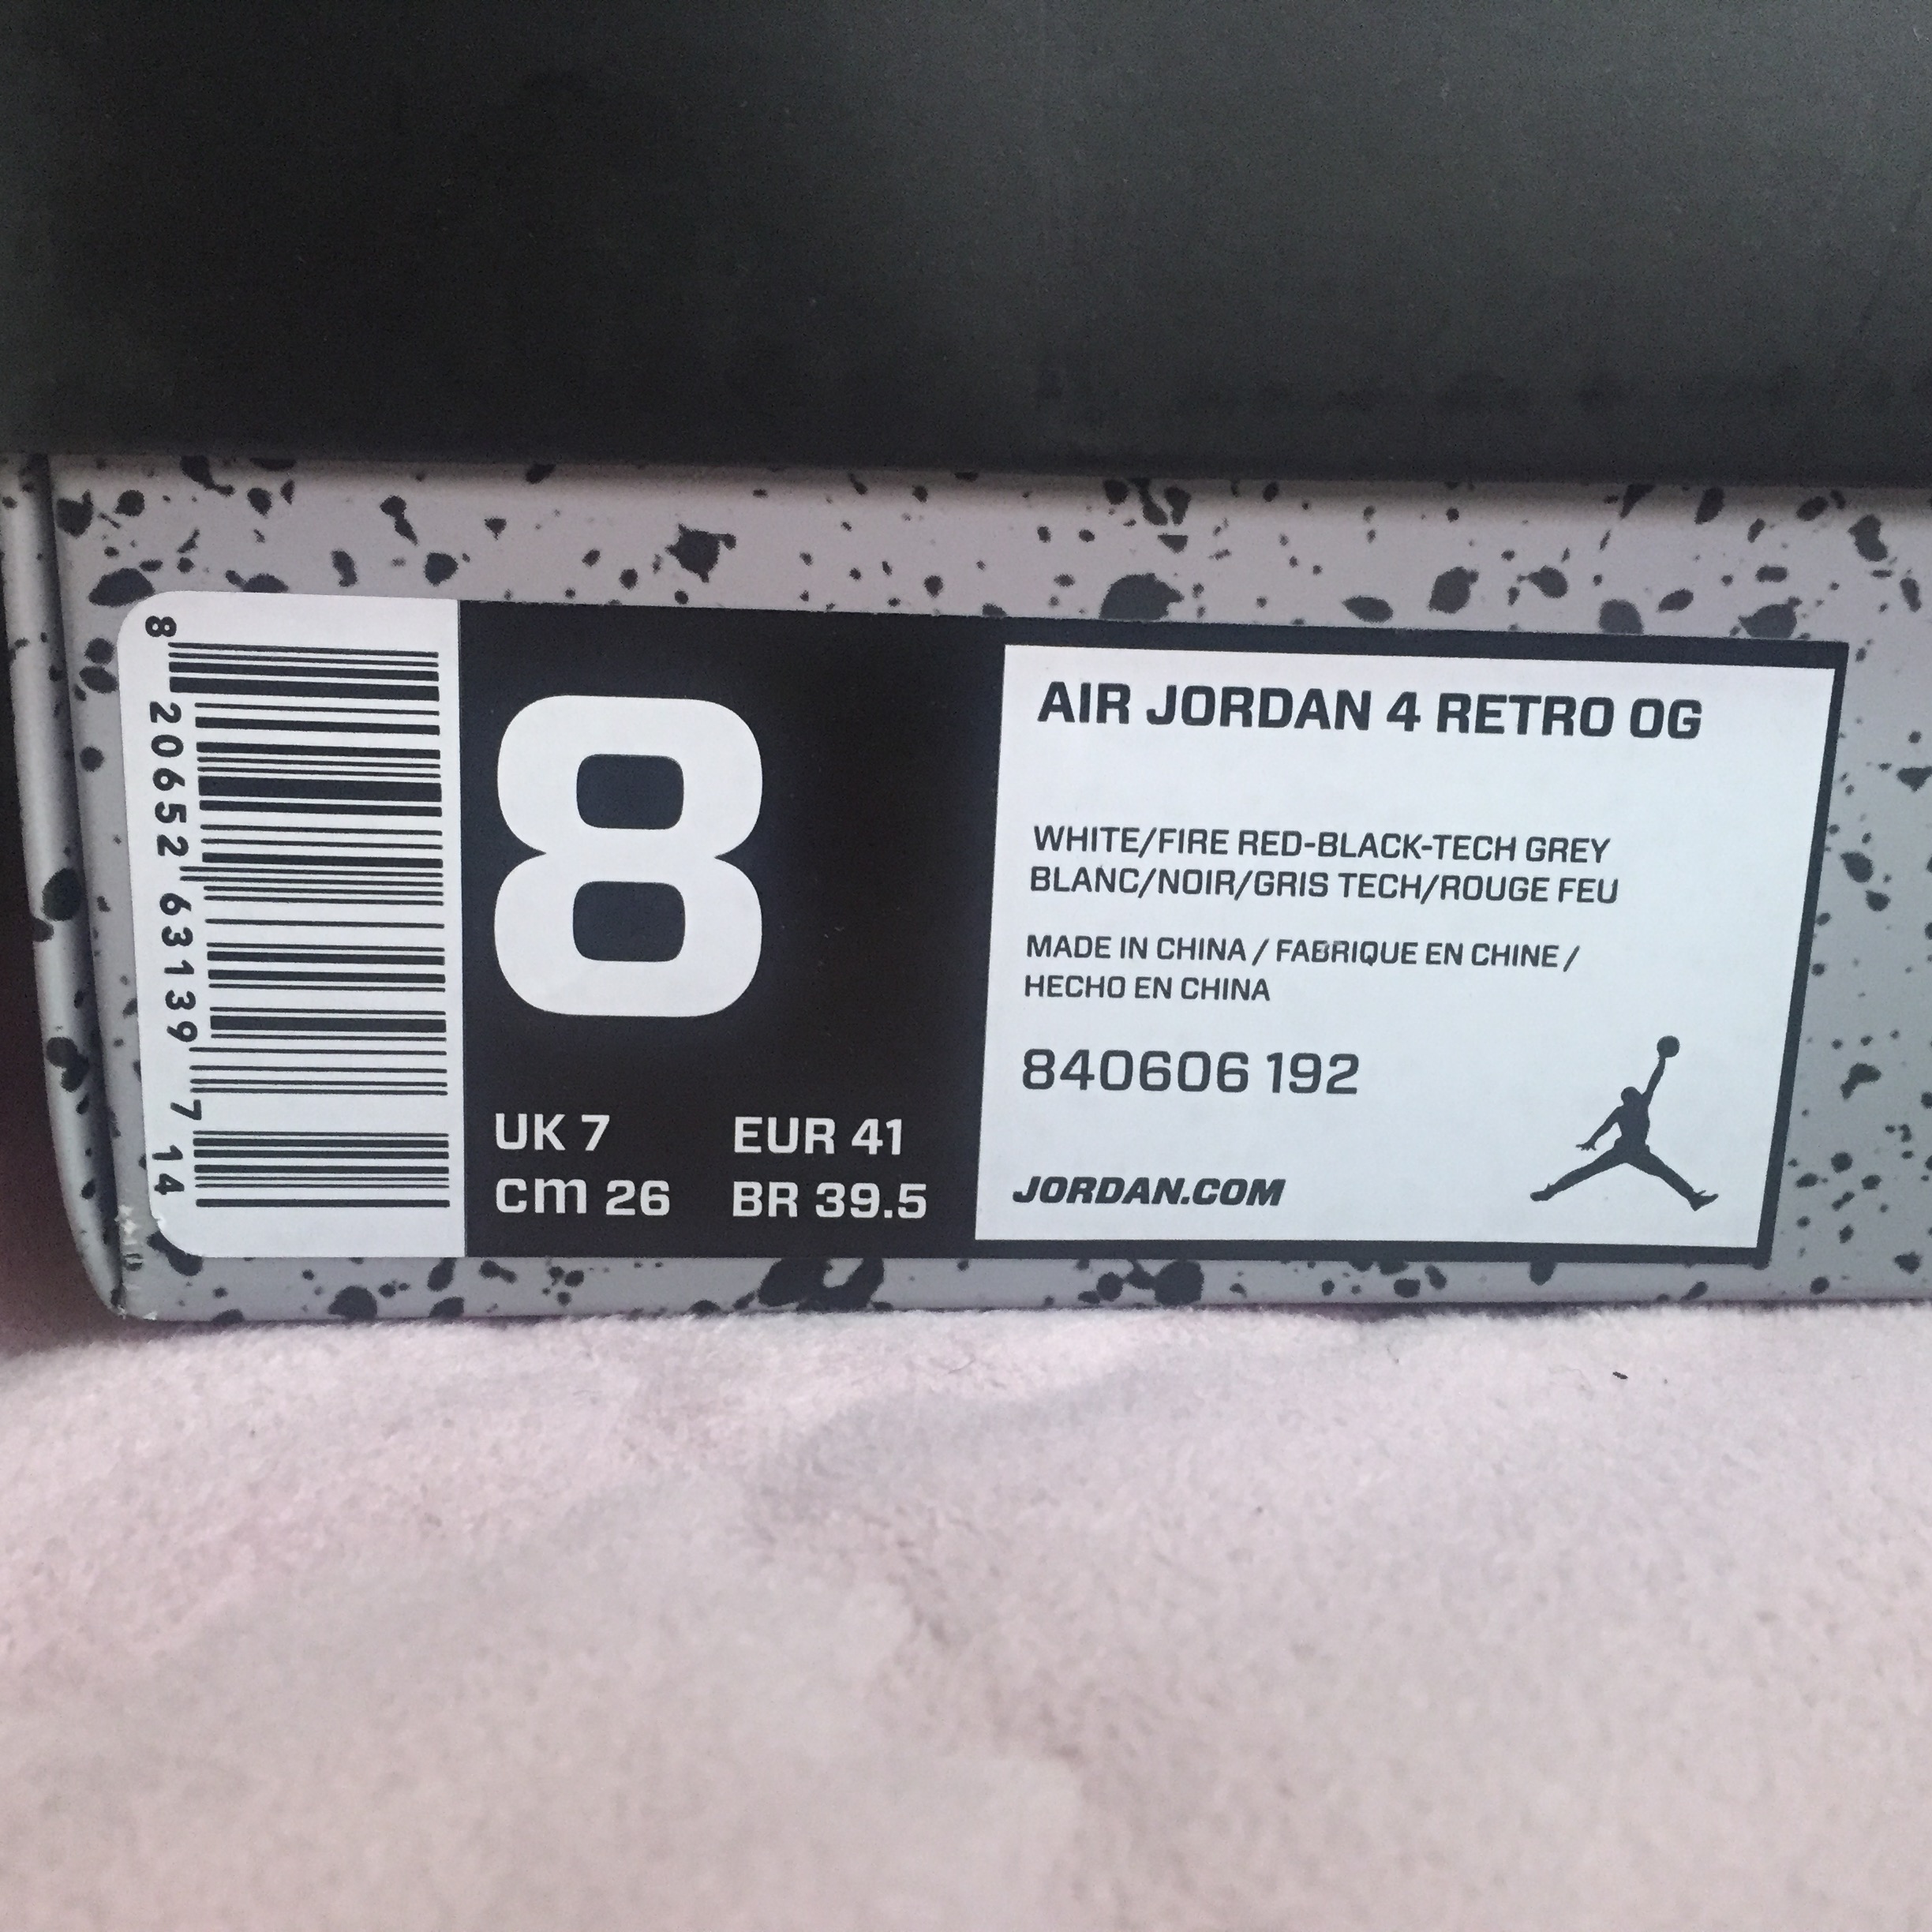 8 20652 63139 7 14
8
UK 7 EUR 41
cm 26 BR 39.5
AIR JORDAN 4 RETRO OG
WHITE/FIRE RED-BLACK-TECH GREY
BLANC/NOIR/GRIS TECH/ROUGE FEU
MADE IN CHINA / FABRIQUE EN CHINE /
HECHO EN CHINA
840606 192
JORDAN.COM